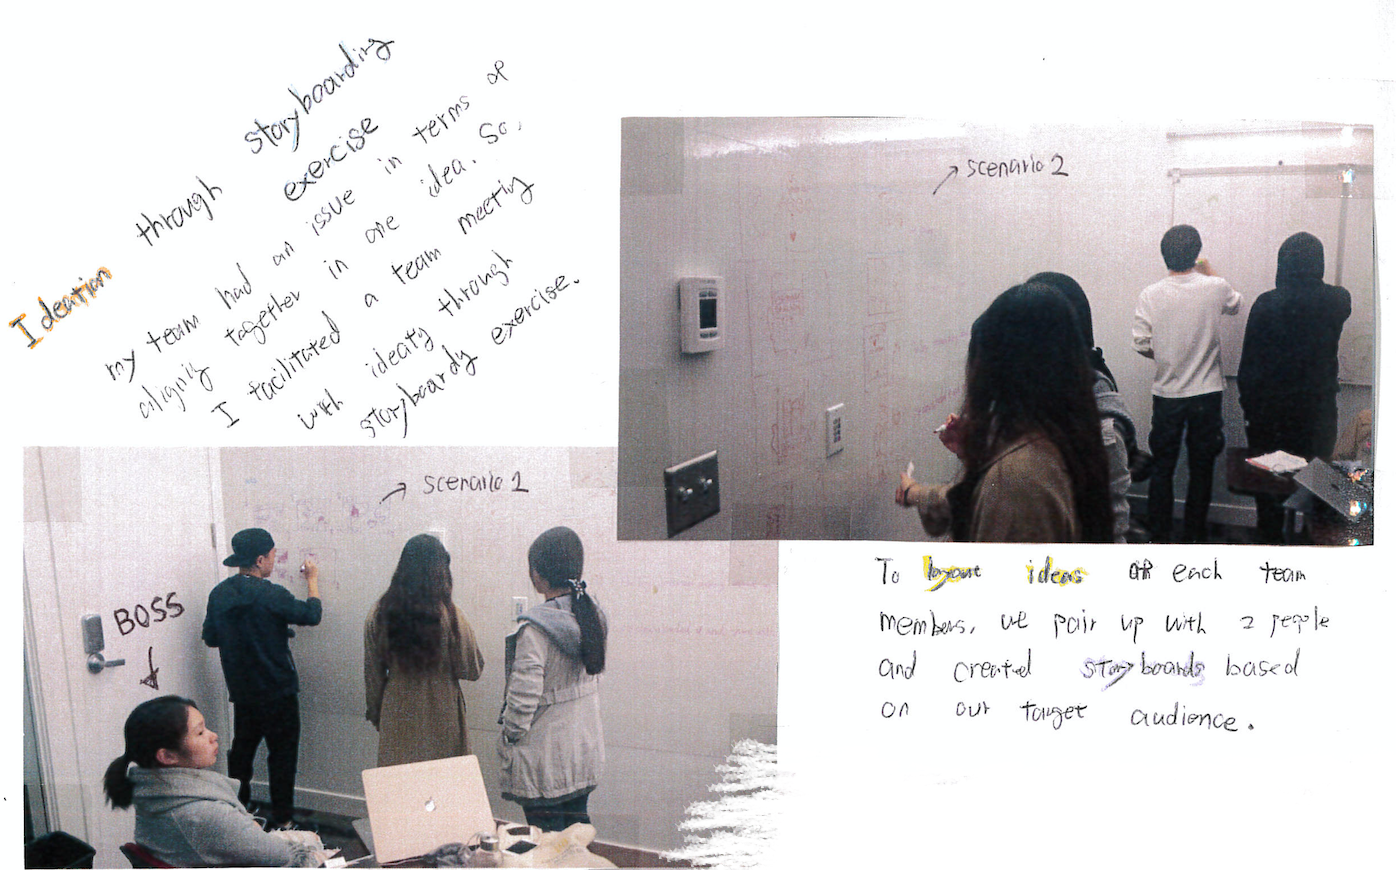 Ideation through storyboarding
exercise
my team had an issue in terms of
aligning together in one idea. So,
I facilitated a team meeting
with ideaty through
storyboardy exercise.
scenario 2
scenario 1
BOSS
To layout ideas of each team
members, we pair up with 2 people
and created storyboards based
on our target audience.